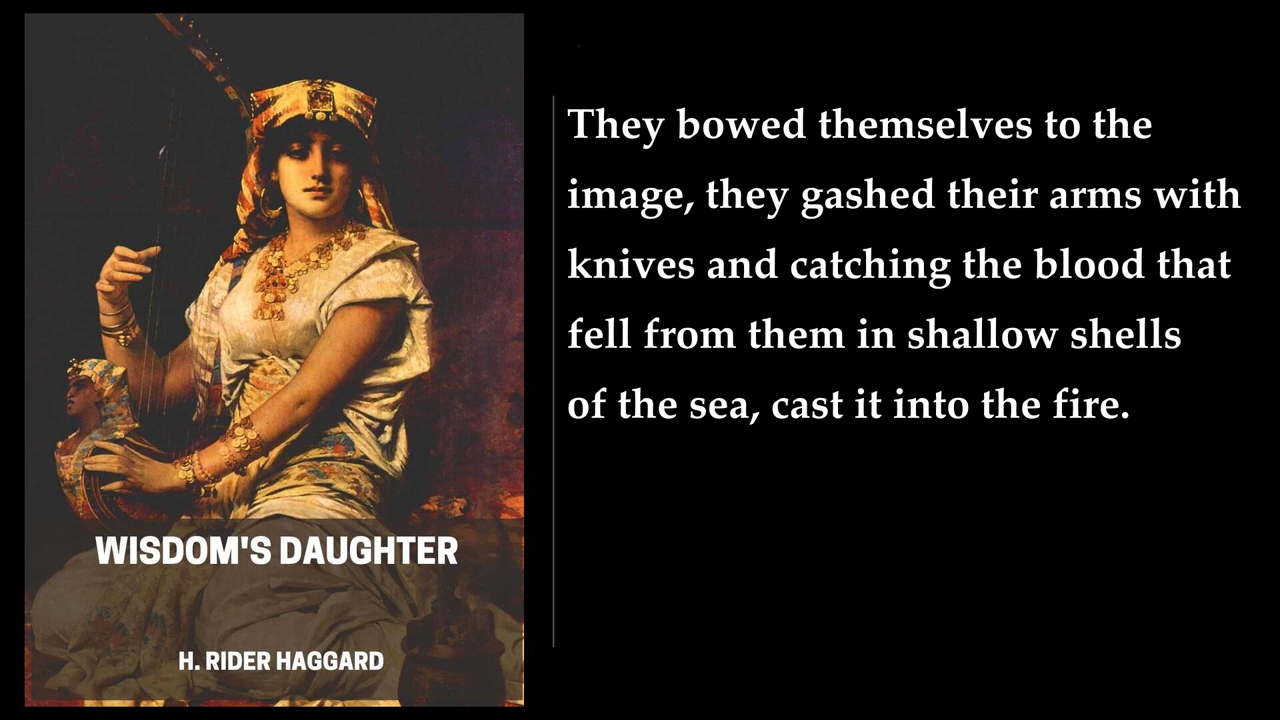 WISDOM'S DAUGHTER
H. RIDER HAGGARD
They bowed themselves to the
image, they gashed their arms with
knives and catching the blood that
fell from them in shallow shells
of the sea, cast it into the fire.